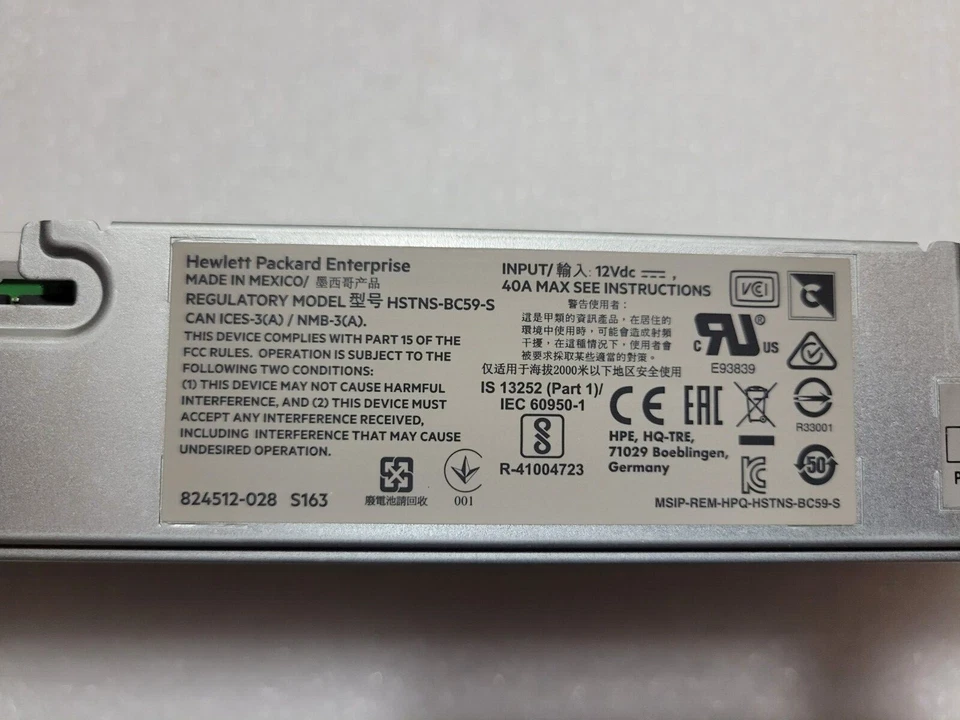 Hewlett Packard Enterprise
MADE IN MEXICO/ 墨西哥产品
REGULATORY MODEL 型号 HSTNS-BC59-S
CAN ICES-3(A) / NMB-3(A).
THIS DEVICE COMPLIES WITH PART 15 OF THE
FCC RULES. OPERATION IS SUBJECT TO THE
FOLLOWING TWO CONDITIONS:
(1) THIS DEVICE MAY NOT CAUSE HARMFUL
INTERFERENCE, AND (2) THIS DEVICE MUST
ACCEPT ANY INTERFERENCE RECEIVED,
INCLUDING INTERFERENCE THAT MAY CAUSE
UNDESIRED OPERATION.
824512-028 S163
廢電池請回收
001
INPUT/ 輸入: 12Vdc ⎓ ,
40A MAX SEE INSTRUCTIONS
警告使用者:
這是甲類的資訊產品，在居住的
環境中使用時，可能會造成射頻
干擾，在這種情況下，使用者會
被要求採取某些適當的對策。
仅适用于海拔2000米以下地区安全使用
IS 13252 (Part 1)/
IEC 60950-1
R-41004723
VCI
C RU ® US
E93839
CE
EAC
R33001
HPE, HQ-TRE,
71029 Boeblingen,
Germany
50
MSIP-REM-HPQ-HSTNS-BC59-S
P